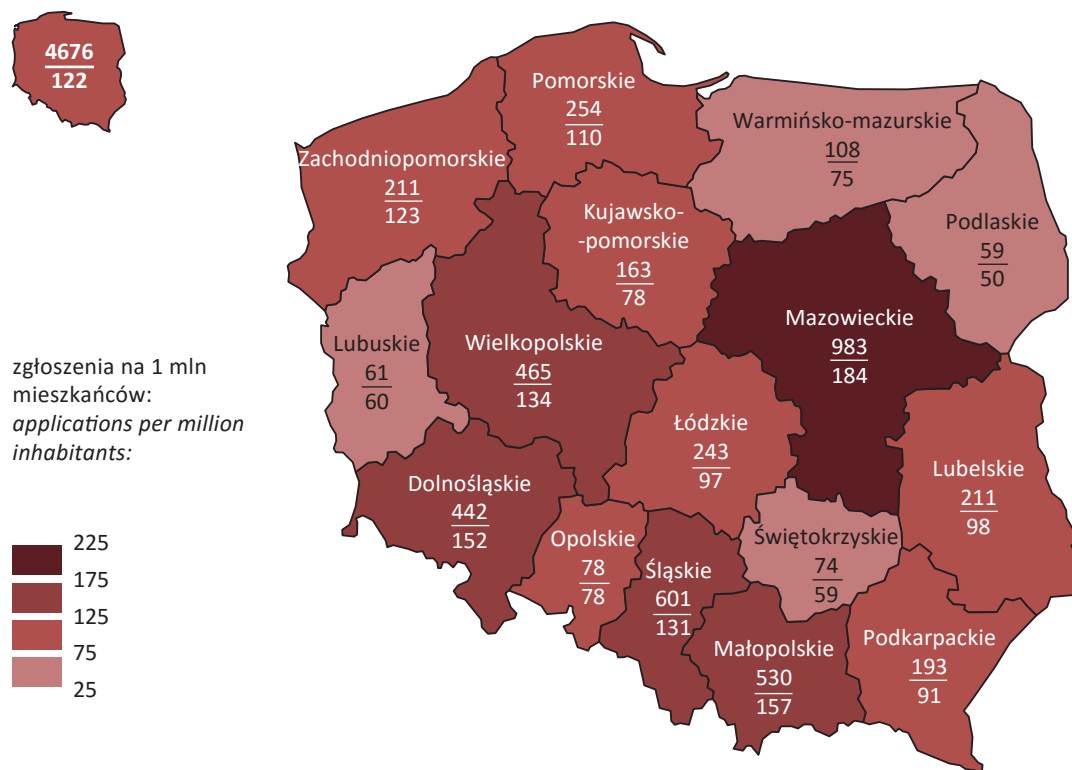 4676
122
Pomorskie
254
110
Warmińsko-mazurskie
108
75
Zachodniopomorskie
211
123
Kujawsko-
-pomorskie
163
78
Podlaskie
59
50
Mazowieckie
983
184
Lubuskie
61
60
Wielkopolskie
465
134
zgłoszenia na 1 mln
mieszkańców:
applications per million
inhabitants:
Łódzkie
243
97
Lubelskie
211
98
Dolnośląskie
442
152
Opolskie
78
78
Śląskie
601
131
Świętokrzyskie
74
59
Małopolskie
530
157
Podkarpackie
193
91
225
175
125
75
25